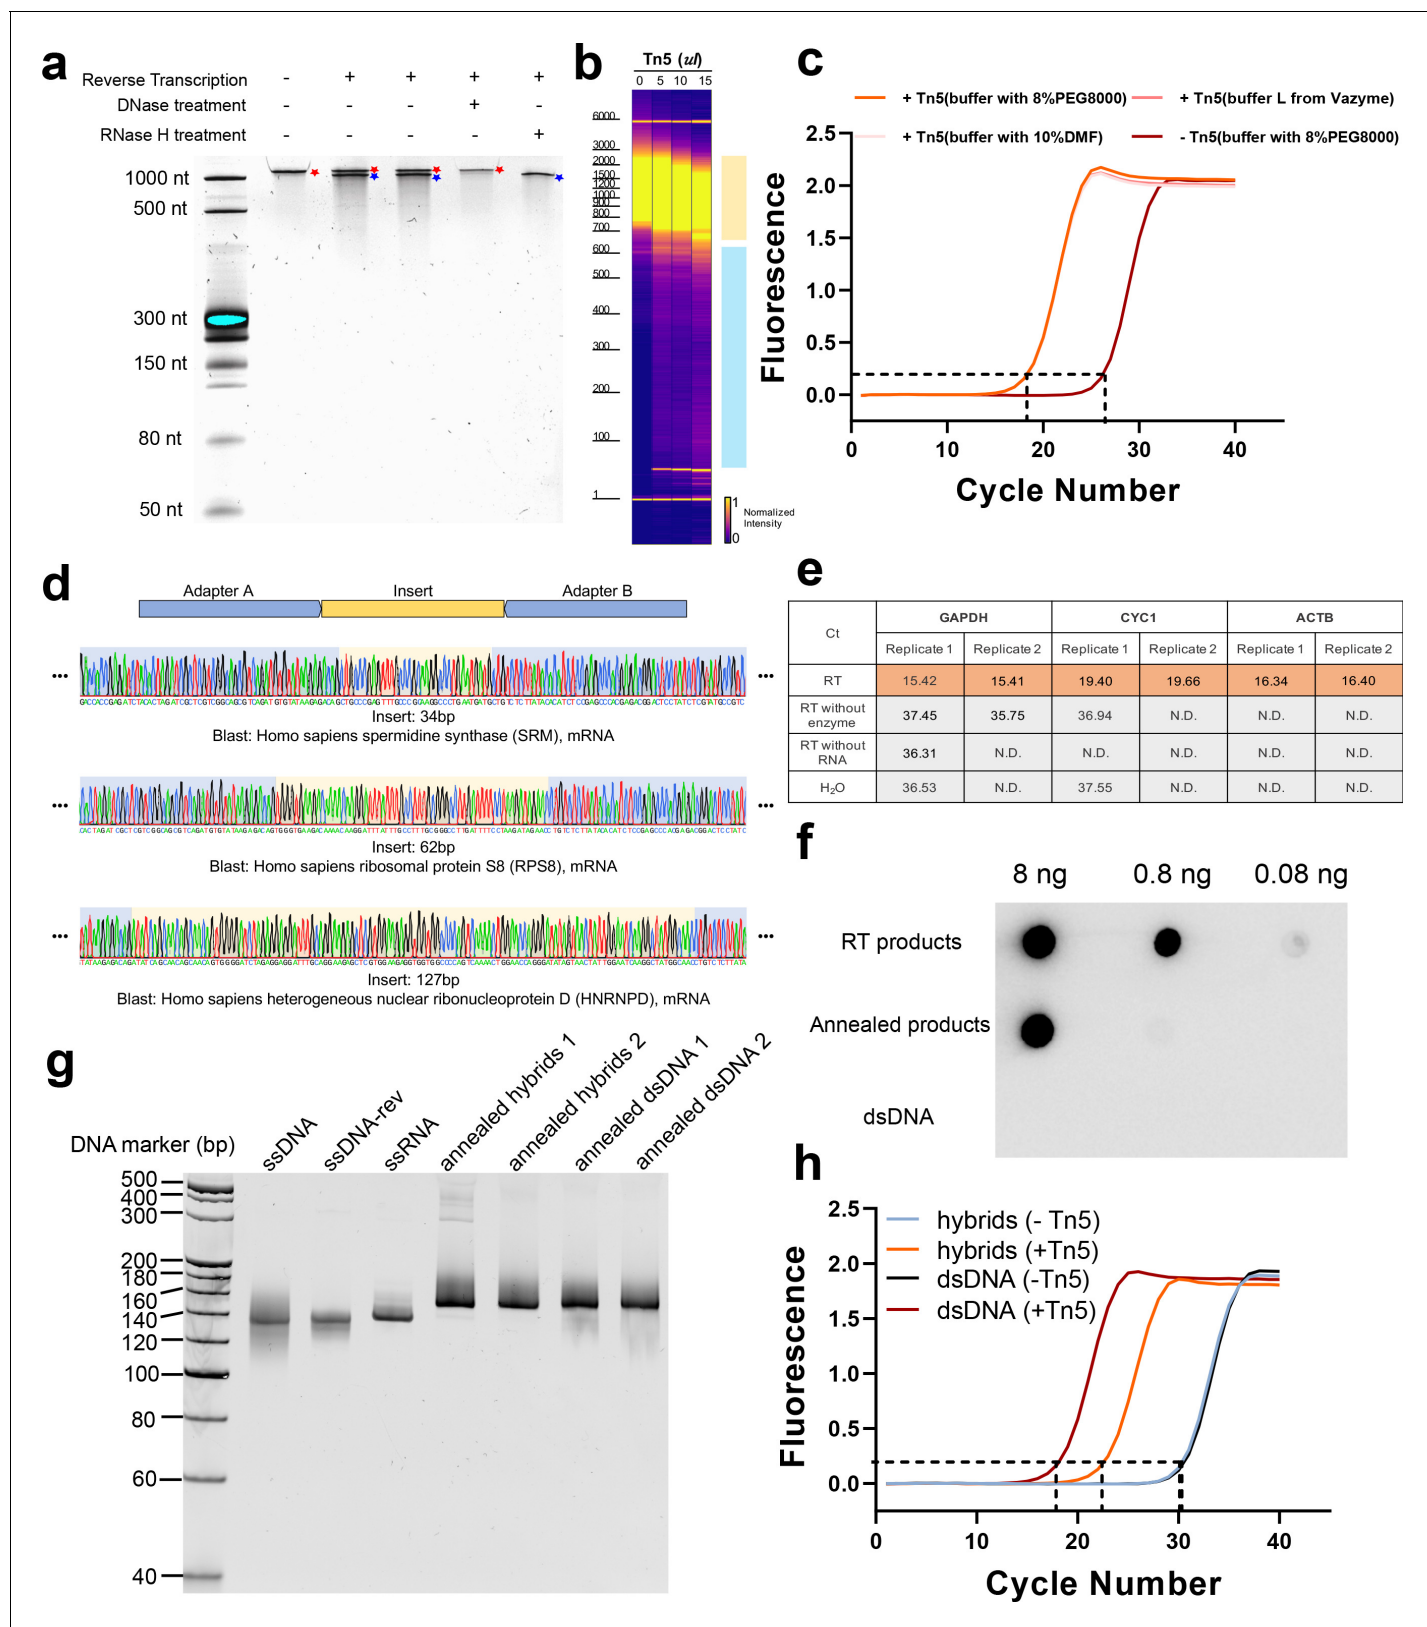 a
Reverse Transcription - + + + +
DNase treatment - - - + -
RNase H treatment - - - - +
1000 nt
500 nt
300 nt
150 nt
80 nt
50 nt
b
Tn5 (ul)
0 5 10 15
6000
3000
2000
1500
1200
1000
900
800
700
600
500
400
300
200
100
1
1
0
Normalized
Intensity
c
+ Tn5(buffer with 8%PEG8000)
+ Tn5(buffer L from Vazyme)
+ Tn5(buffer with 10%DMF)
- Tn5(buffer with 8%PEG8000)
Fluorescence
2.5
2.0
1.5
1.0
0.5
0.0
0 10 20 30 40
Cycle Number
d
Adapter A Insert Adapter B
...
...
Insert: 34bp
Blast: Homo sapiens spermidine synthase (SRM), mRNA
...
...
Insert: 62bp
Blast: Homo sapiens ribosomal protein S8 (RPS8), mRNA
...
...
Insert: 127bp
Blast: Homo sapiens heterogeneous nuclear ribonucleoprotein D (HNRNPD), mRNA
e
Ct GAPDH CYC1 ACTB
Replicate 1 Replicate 2 Replicate 1 Replicate 2 Replicate 1 Replicate 2
RT 15.42 15.41 19.40 19.66 16.34 16.40
RT without enzyme 37.45 35.75 36.94 N.D. N.D. N.D.
RT without RNA 36.31 N.D. N.D. N.D. N.D. N.D.
H₂O 36.53 N.D. 37.55 N.D. N.D. N.D.
f
8 ng 0.8 ng 0.08 ng
RT products
Annealed products
dsDNA
g
DNA marker (bp)
ssDNA
ssDNA-rev
ssRNA
annealed hybrids 1
annealed hybrids 2
annealed dsDNA 1
annealed dsDNA 2
500
400
300
200
180
160
140
120
100
80
60
40
h
hybrids (- Tn5)
hybrids (+Tn5)
dsDNA (-Tn5)
dsDNA (+Tn5)
Fluorescence
2.5
2.0
1.5
1.0
0.5
0.0
0 10 20 30 40
Cycle Number